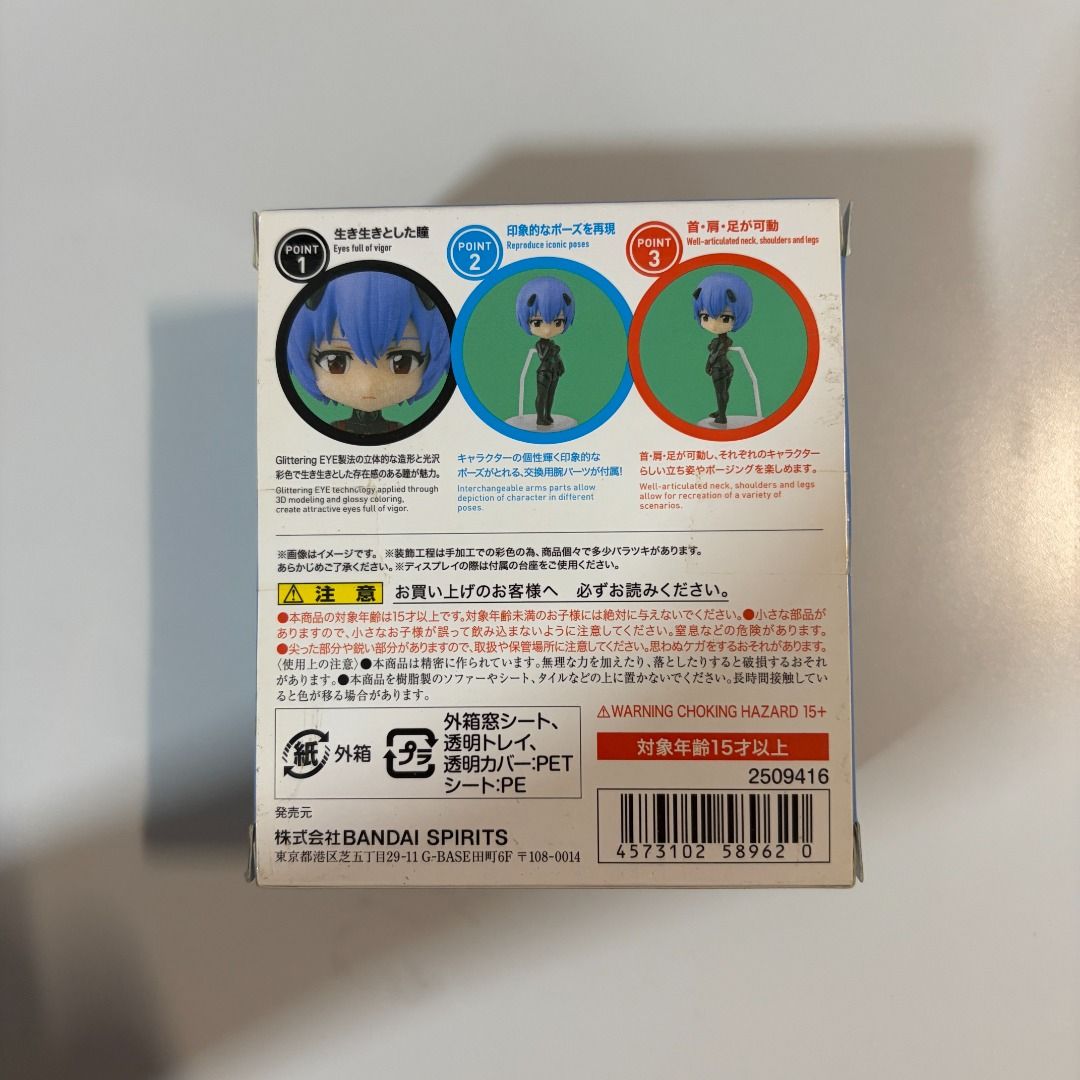 POINT 1
生き生きとした瞳
Eyes full of vigor
POINT 2
印象的なポーズを再現
Reproduce iconic poses
POINT 3
首・肩・足が可動
Well-articulated neck, shoulders and legs
Glittering EYE製法の立体的な造形と光沢
彩色で生き生きとした存在感のある瞳が魅力。
Glittering EYE technology applied through
3D modeling and glossy coloring,
create attractive eyes full of vigor.
キャラクターの個性輝く印象的な
ポーズがとれる、交換用腕パーツが付属!
Interchangeable arms parts allow
depiction of character in different
poses.
首・肩・足が可動し、それぞれのキャラクター
らしい立ち姿やポージングを楽しめます。
Well-articulated neck, shoulders and legs
allow for recreation of a variety of
scenarios.
※画像はイメージです。 ※装飾工程は手加工での彩色の為、商品個々で多少バラツキがあります。
あらかじめご了承ください。※ディスプレイの際は付属の台座をご使用ください。
注意 お買い上げのお客様へ 必ずお読みください。
●本商品の対象年齢は15才以上です。対象年齢未満のお子様には絶対に与えないでください。●小さな部品が
ありますので、小さなお子様が誤って飲み込まないように注意してください。窒息などの危険があります。
●尖った部分や鋭い部分がありますので、取扱や保管場所に注意してください。思わぬケガをするおそれがあります。
〈使用上の注意〉●本商品は精密に作られています。無理な力を加えたり、落としたりすると破損するおそれ
があります。●本商品を樹脂製のソファーやシート、タイルなどの上に置かないでください。長時間接触してい
ると色が移る場合があります。
紙 外箱
プラ 外箱窓シート、
透明トレイ、
透明カバー:PET
シート:PE
⚠WARNING CHOKING HAZARD 15+
対象年齢15才以上
2509416
4573102 58962 0
発売元
株式会社BANDAI SPIRITS
東京都港区芝五丁目29-11 G-BASE田町6F 〒108-0014